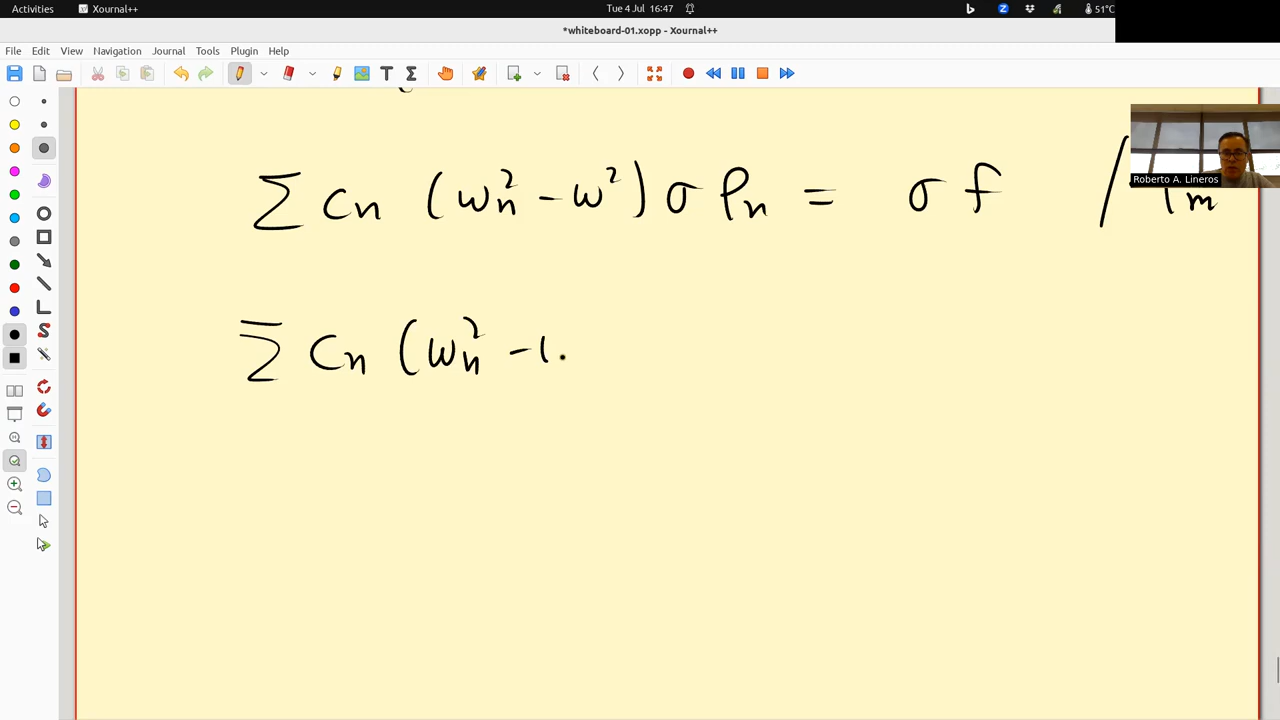 Activities
Xournal++
Tue 4 Jul 16:47
51°C
*whiteboard-01.xopp - Xournal++
File Edit View Navigation Journal Tools Plugin Help
Roberto A. Lineros
∑ Cn (ωn² - ω²) σ ρn = σ f / m
∑ Cn (ωn² -